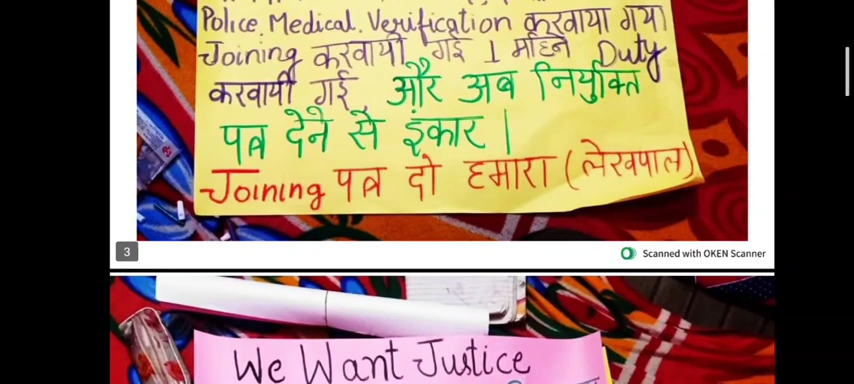 Police, Medical, Verification करवाया गया
Joining करवायी गई 1 महिने Duty
करवायी गई, और अब नियुक्ति
पत्र देने से इंकार |
Joining पत्र दो हमारा (लेखपाल)
3
Scanned with OKEN Scanner
We Want Justice